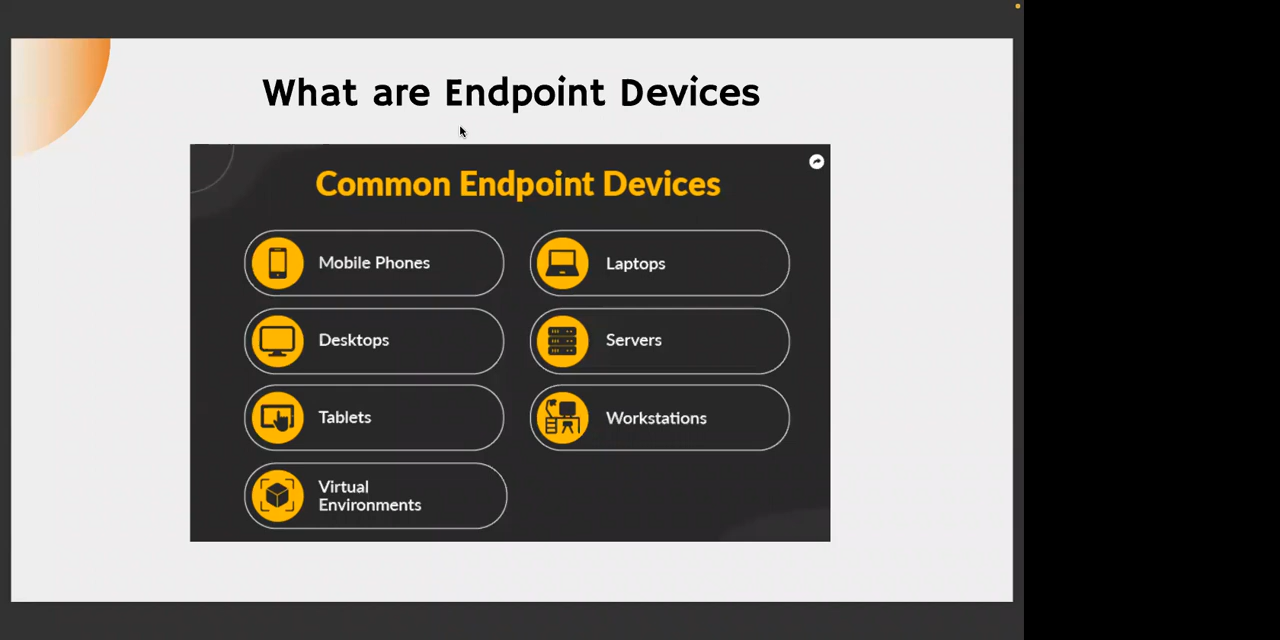 What are Endpoint Devices
Common Endpoint Devices
Mobile Phones
Laptops
Desktops
Servers
Tablets
Workstations
Virtual
Environments